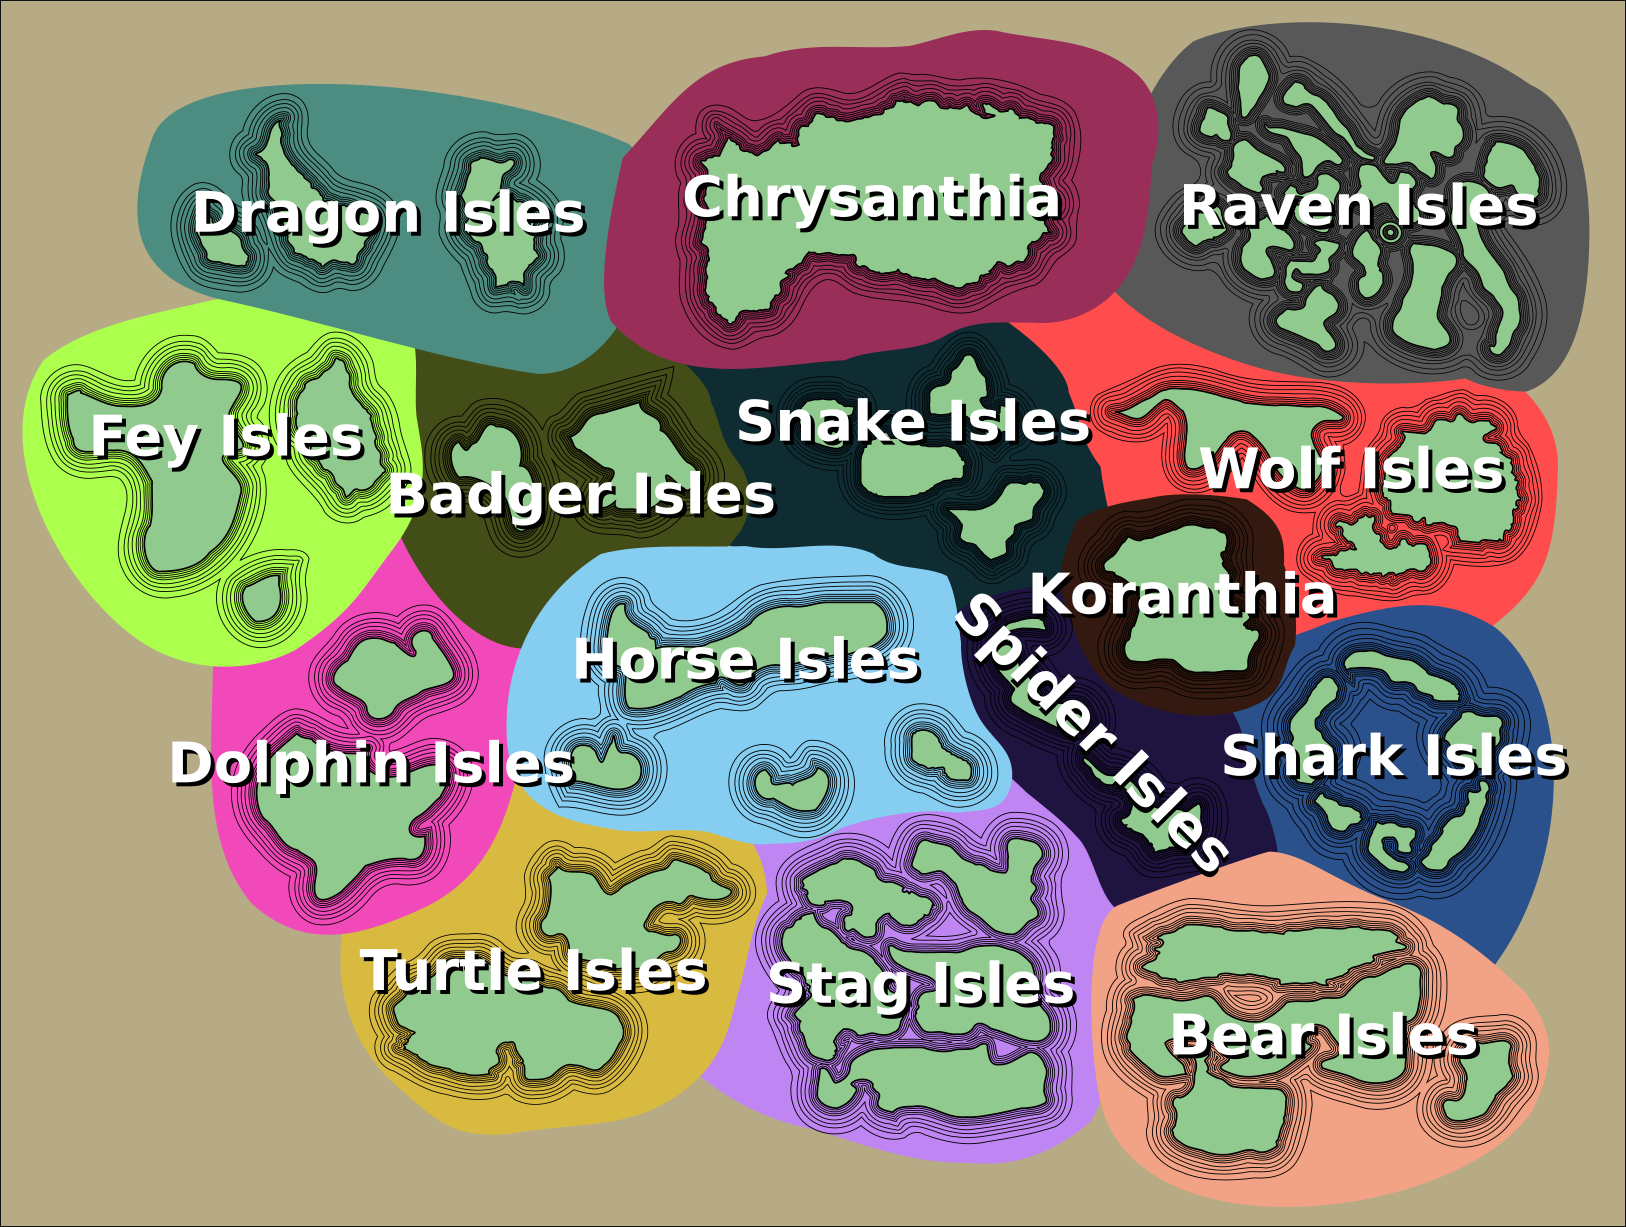 Dragon Isles
Chrysanthia
Raven Isles
Fey Isles
Badger Isles
Snake Isles
Wolf Isles
Koranthia
Horse Isles
Spider Isles
Dolphin Isles
Shark Isles
Turtle Isles
Stag Isles
Bear Isles